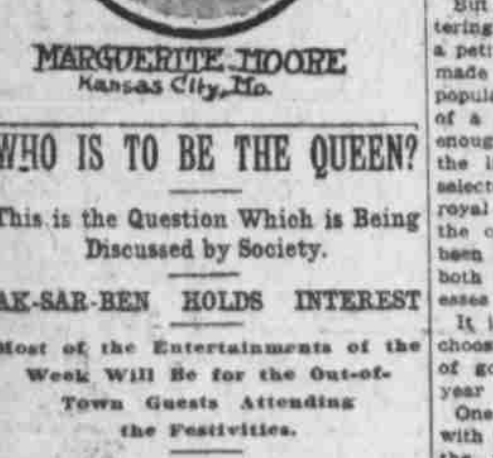 MARGUERITE MOORE
Kansas City, Mo.
WHO IS TO BE THE QUEEN?
This is the Question Which is Being
Discussed by Society.
AK-SAR-BEN HOLDS INTEREST
Most of the Entertainments of the
Week Will Be for the Out-of-
Town Guests Attending
the Festivities.
But
tering
a peti
made
popula
of a
enoug
the l
select
royal
the c
been
both
esses
It i
choos
of go
year
One
with
the